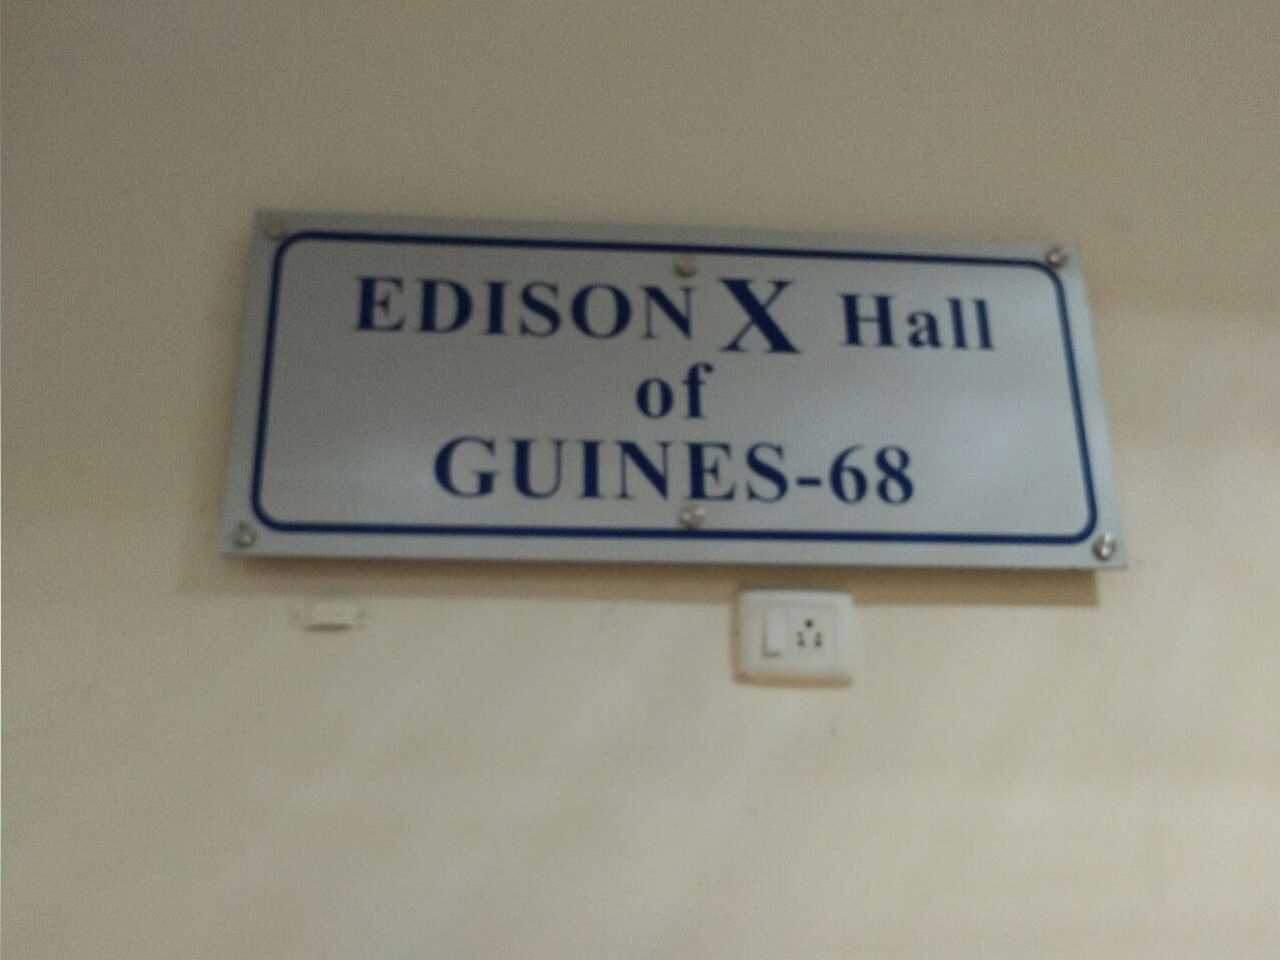 EDISON X Hall
of
GUINES-68